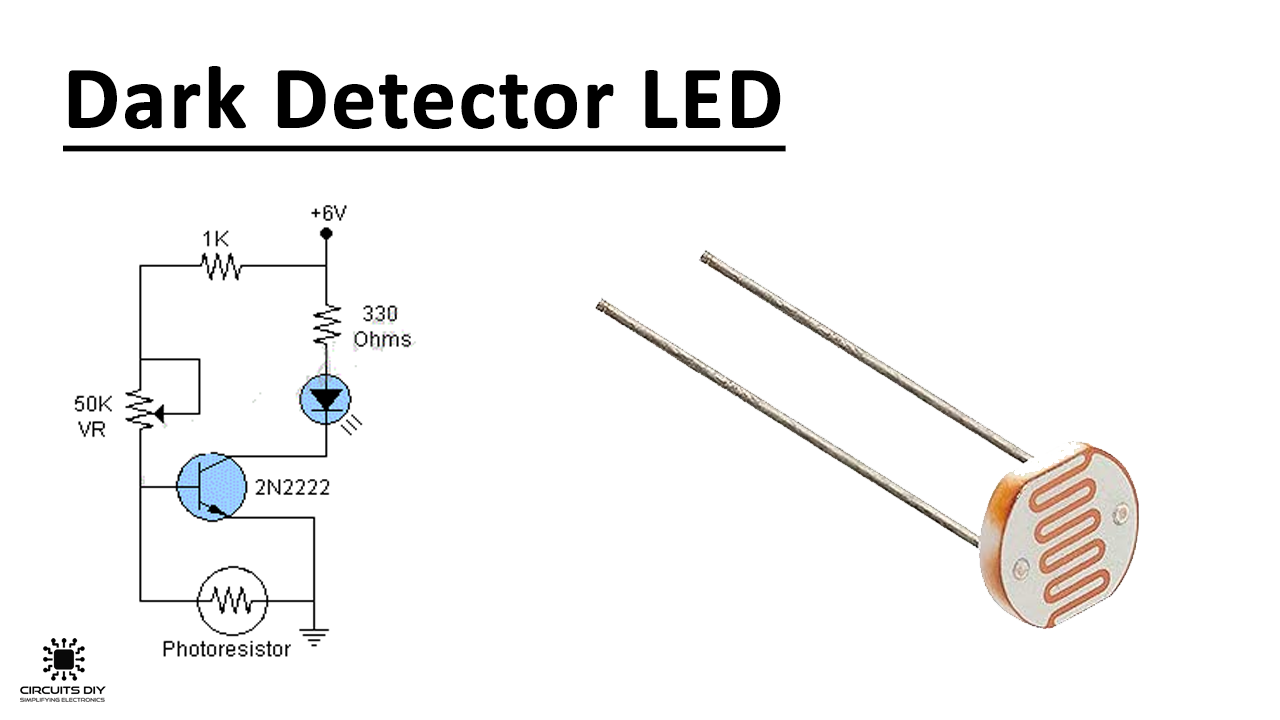 Dark Detector LED
+6V
1K
330
Ohms
50K
VR
2N2222
Photoresistor
CIRCUITS DIY
SIMPLIFYING ELECTRONICS